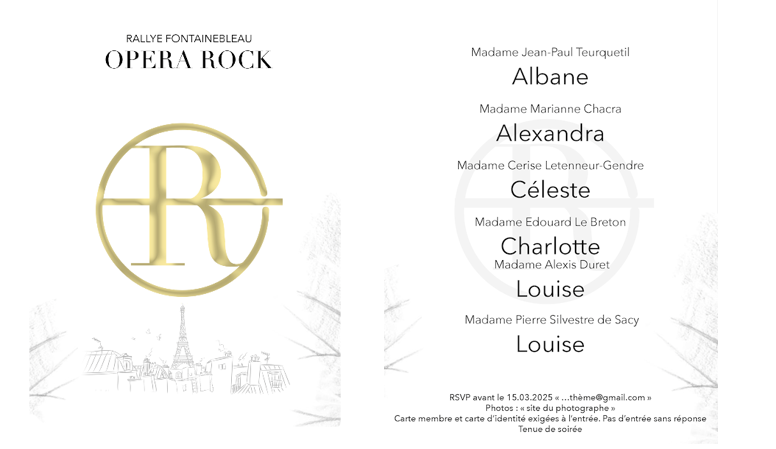 RALLYE FONTAINEBLEAU
OPERA ROCK
R
Madame Jean-Paul Teurquetil
Albane
Madame Marianne Chacra
Alexandra
Madame Cerise Letenneur-Gendre
Céleste
Madame Edouard Le Breton
Charlotte
Madame Alexis Duret
Louise
Madame Pierre Silvestre de Sacy
Louise
RSVP avant le 15.03.2025 « ...thème@gmail.com »
Photos : « site du photographe »
Carte membre et carte d'identité exigées à l'entrée. Pas d'entrée sans réponse
Tenue de soirée